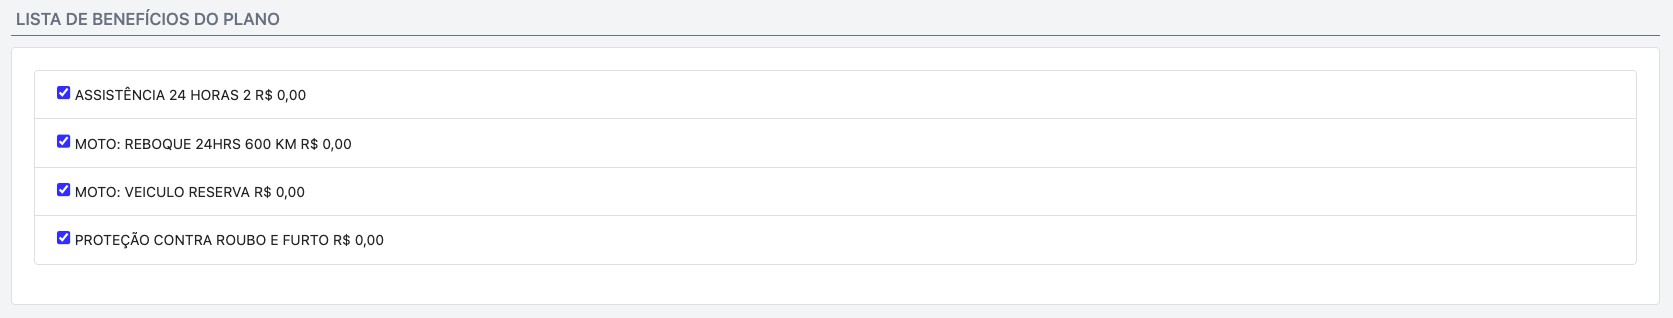 LISTA DE BENEFÍCIOS DO PLANO
ASSISTÊNCIA 24 HORAS 2 R$ 0,00
MOTO: REBOQUE 24HRS 600 KM R$ 0,00
MOTO: VEICULO RESERVA R$ 0,00
PROTEÇÃO CONTRA ROUBO E FURTO R$ 0,00